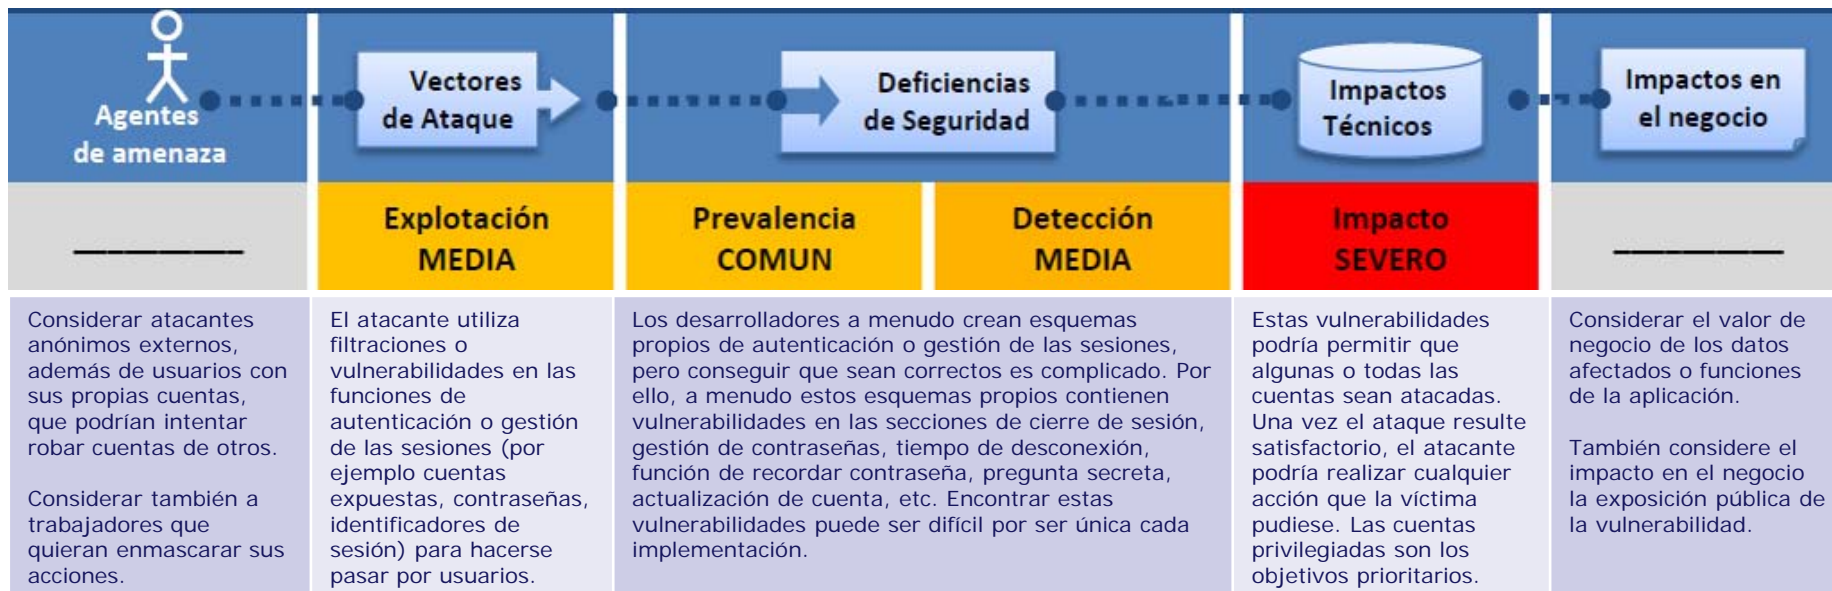 Agentes
de amenaza
Vectores
de Ataque
Deficiencias
de Seguridad
Impactos
Técnicos
Impactos en
el negocio
__________
Explotación
MEDIA
Prevalencia
COMUN
Detección
MEDIA
Impacto
SEVERO
__________
Considerar atacantes
anónimos externos,
además de usuarios con
sus propias cuentas,
que podrían intentar
robar cuentas de otros.
Considerar también a
trabajadores que
quieran enmascarar sus
acciones.
El atacante utiliza
filtraciones o
vulnerabilidades en las
funciones de
autenticación o gestión
de las sesiones (por
ejemplo cuentas
expuestas, contraseñas,
identificadores de
sesión) para hacerse
pasar por usuarios.
Los desarrolladores a menudo crean esquemas
propios de autenticación o gestión de las sesiones,
pero conseguir que sean correctos es complicado. Por
ello, a menudo estos esquemas propios contienen
vulnerabilidades en las secciones de cierre de sesión,
gestión de contraseñas, tiempo de desconexión,
función de recordar contraseña, pregunta secreta,
actualización de cuenta, etc. Encontrar estas
vulnerabilidades puede ser difícil por ser única cada
implementación.
Estas vulnerabilidades
podría permitir que
algunas o todas las
cuentas sean atacadas.
Una vez el ataque resulte
satisfactorio, el atacante
podría realizar cualquier
acción que la víctima
pudiese. Las cuentas
privilegiadas son los
objetivos prioritarios.
Considerar el valor de
negocio de los datos
afectados o funciones
de la aplicación.
También considere el
impacto en el negocio
la exposición pública de
la vulnerabilidad.